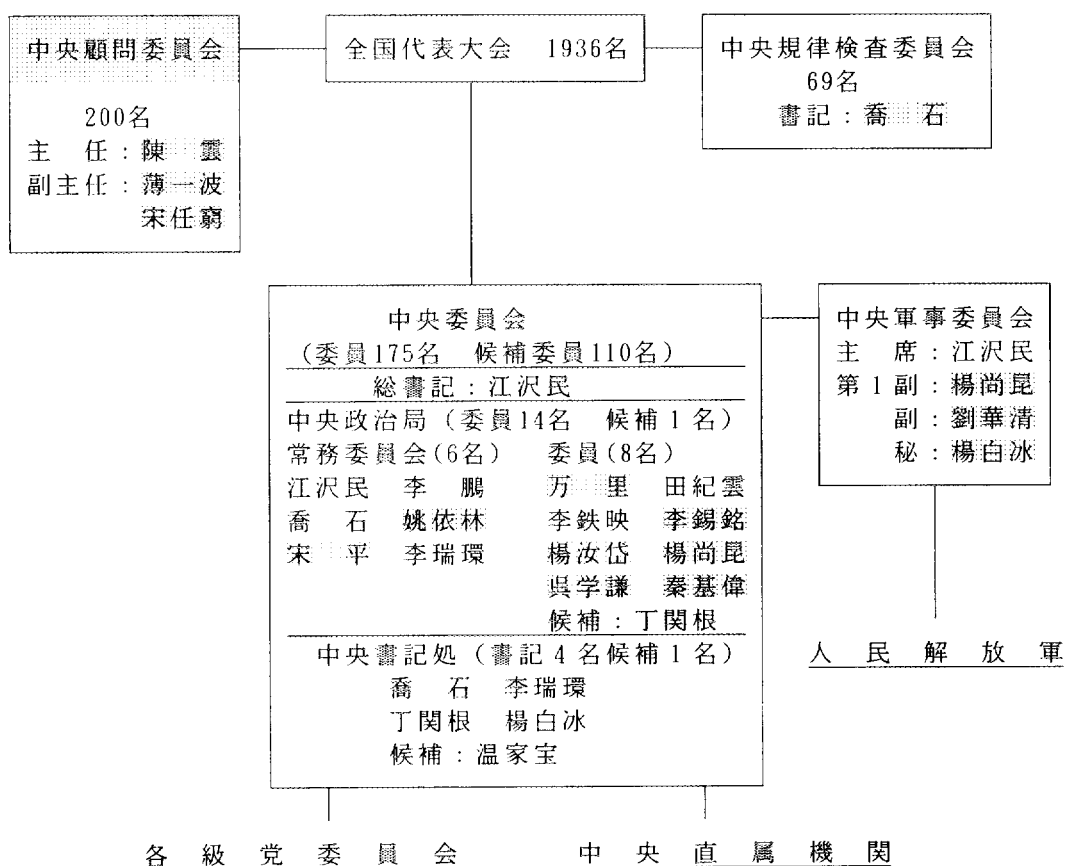 中央顧問委員会
200名
主　任：陳　雲
副主任：薄一波
宋任窮
全国代表大会　1936名
中央規律検査委員会
69名
書記：喬　石
中央委員会
（委員175名　候補委員110名）
総書記：江沢民
中央政治局（委員14名　候補1名）
常務委員会(6名)　委員(8名)
江沢民　李　鵬　万　里　田紀雲
喬　石　姚依林　李鉄映　李錫銘
宋　平　李瑞環　楊汝岱　楊尚昆
呉学謙　秦基偉
候補：丁関根
中央書記処（書記4名候補1名）
喬　石　李瑞環
丁関根　楊白冰
候補：温家宝
中央軍事委員会
主　席：江沢民
第1副：楊尚昆
副：劉華清
秘：楊白冰
人民解放軍
各級党委員会　中央直属機関